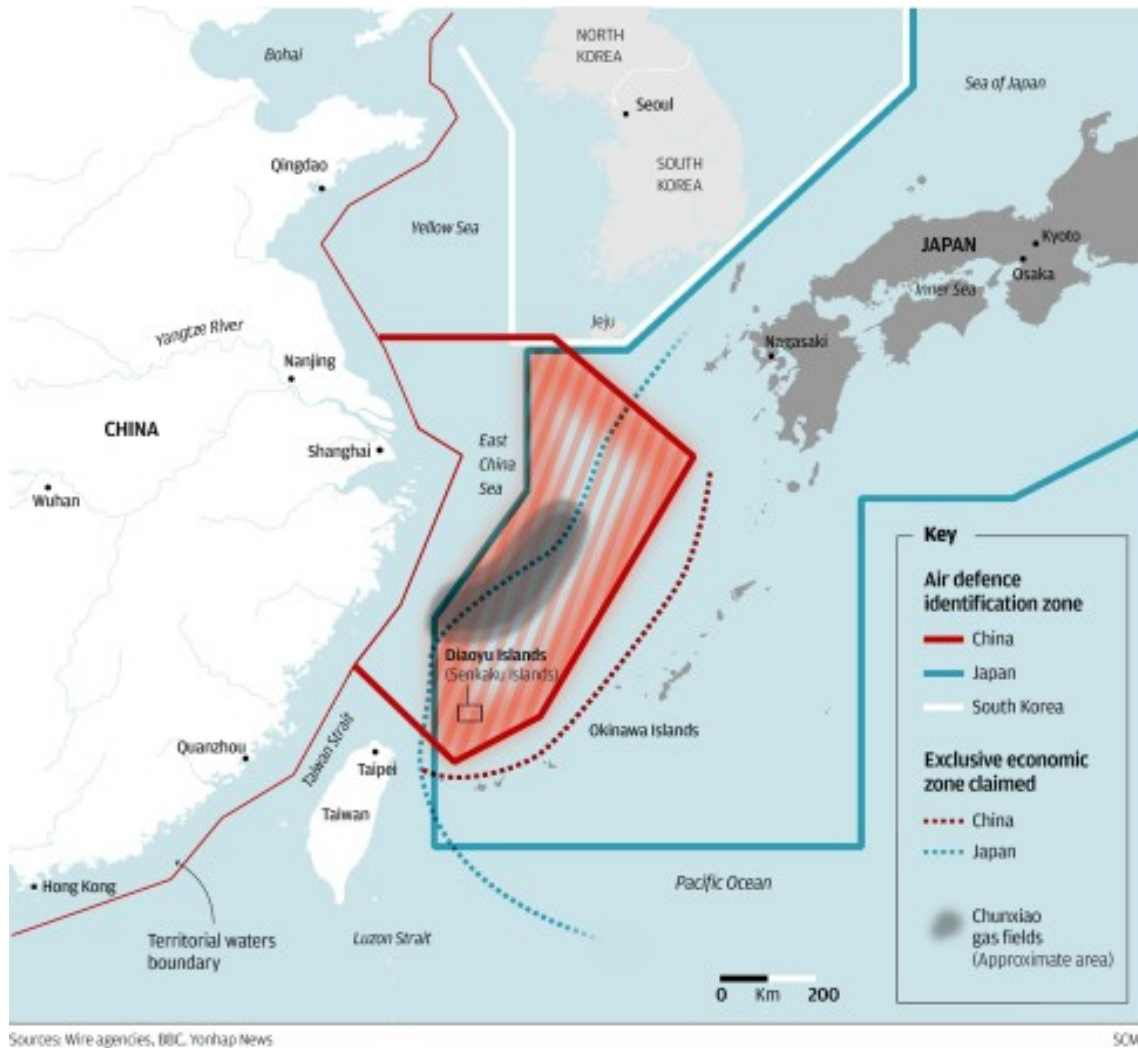 Bohai
NORTH
KOREA
Sea of Japan
Seoul
Qingdao
SOUTH
KOREA
Yellow Sea
JAPAN
Kyoto
Osaka
Inner Sea
Jeju
Yangtze River
Nagasaki
Nanjing
CHINA
East
China
Sea
Shanghai
Wuhan
Key
Air defence
identification zone
China
Japan
South Korea
Diaoyu Islands
(Senkaku Islands)
Okinawa Islands
Quanzhou
Taiwan Strait
Taipei
Taiwan
Exclusive economic
zone claimed
China
Japan
Hong Kong
Pacific Ocean
Chunxiao
gas fields
(Approximate area)
Territorial waters
boundary
Luzon Strait
0 Km 200
Sources: Wire agencies, BBC, Yonhap News
SCM